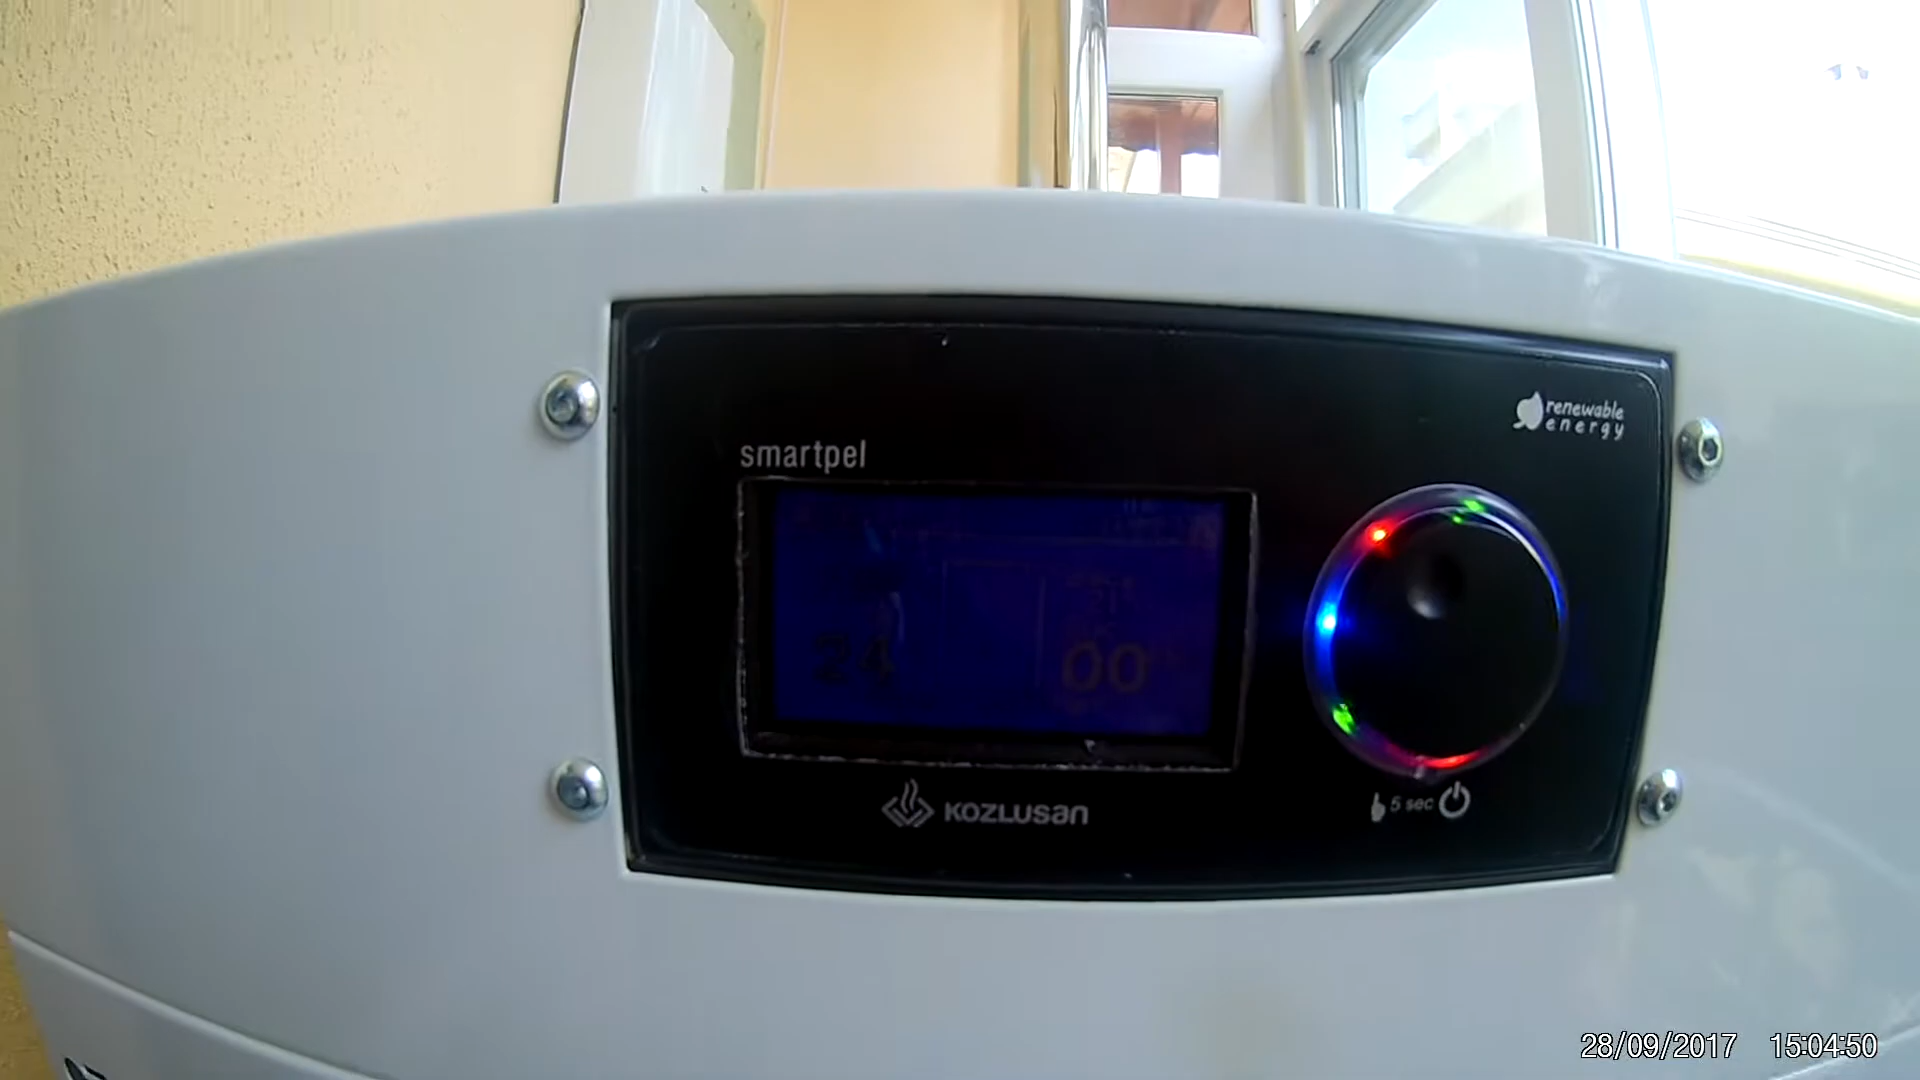 renewable
energy
smartpel
24
00
KOZLUSan
5 sec
28/09/2017 15:04:50